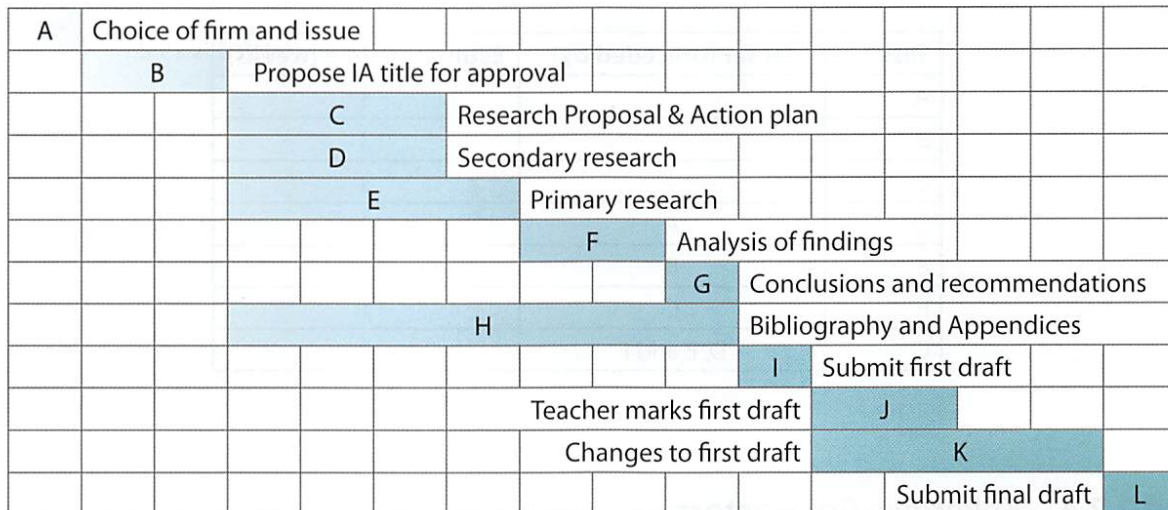 A Choice of firm and issue
B Propose IA title for approval
C Research Proposal & Action plan
D Secondary research
E Primary research
F Analysis of findings
G Conclusions and recommendations
H Bibliography and Appendices
I Submit first draft
Teacher marks first draft J
Changes to first draft K
Submit final draft L